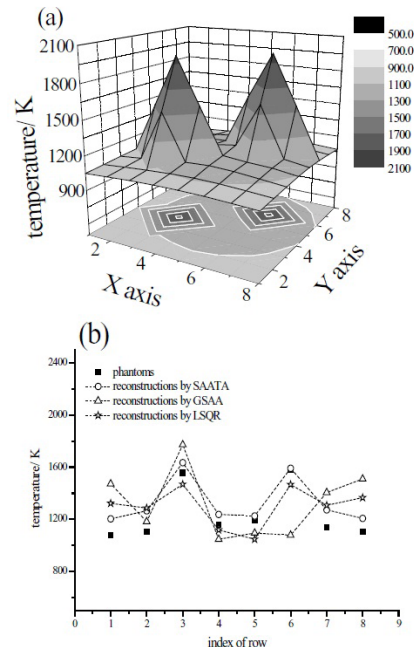 (a)
2100
1800
1500
1200
900
temperature/ K
2
4
6
8
X axis
2
4
6
8
Y axis
500.0
700.0
900.0
1100
1300
1500
1700
1900
2100
(b)
2400
2000
1600
1200
800
temperature/ K
phantoms
reconstructions by SAATA
reconstructions by GSAA
reconstructions by LSQR
0 1 2 3 4 5 6 7 8 9
index of row